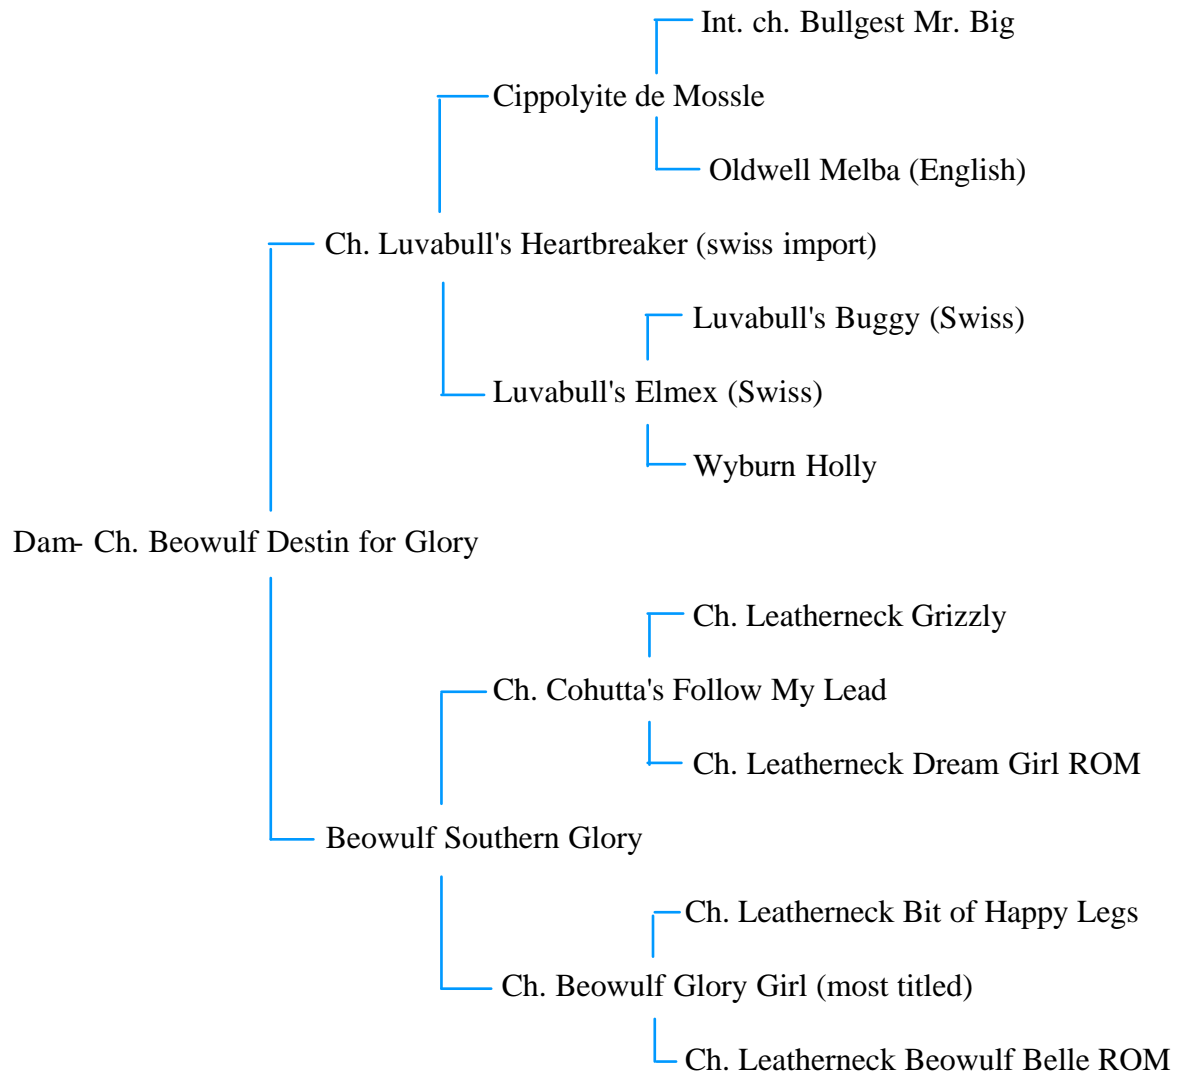 Int. ch. Bullgest Mr. Big
Cippolyite de Mossle
Oldwell Melba (English)
Ch. Luvabull's Heartbreaker (swiss import)
Luvabull's Buggy (Swiss)
Luvabull's Elmex (Swiss)
Wyburn Holly
Dam- Ch. Beowulf Destin for Glory
Ch. Leatherneck Grizzly
Ch. Cohutta's Follow My Lead
Ch. Leatherneck Dream Girl ROM
Beowulf Southern Glory
Ch. Leatherneck Bit of Happy Legs
Ch. Beowulf Glory Girl (most titled)
Ch. Leatherneck Beowulf Belle ROM